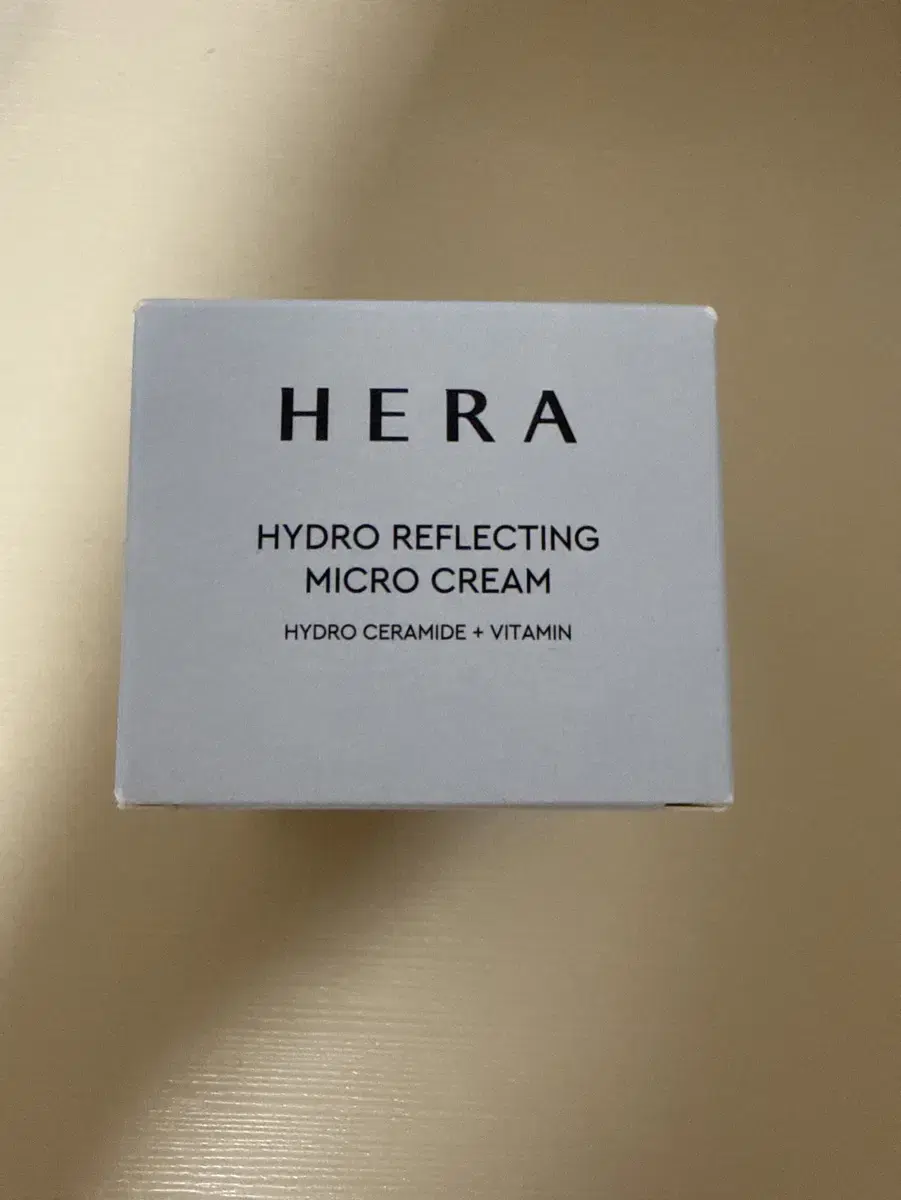 HERA
HYDRO REFLECTING
MICRO CREAM
HYDRO CERAMIDE + VITAMIN